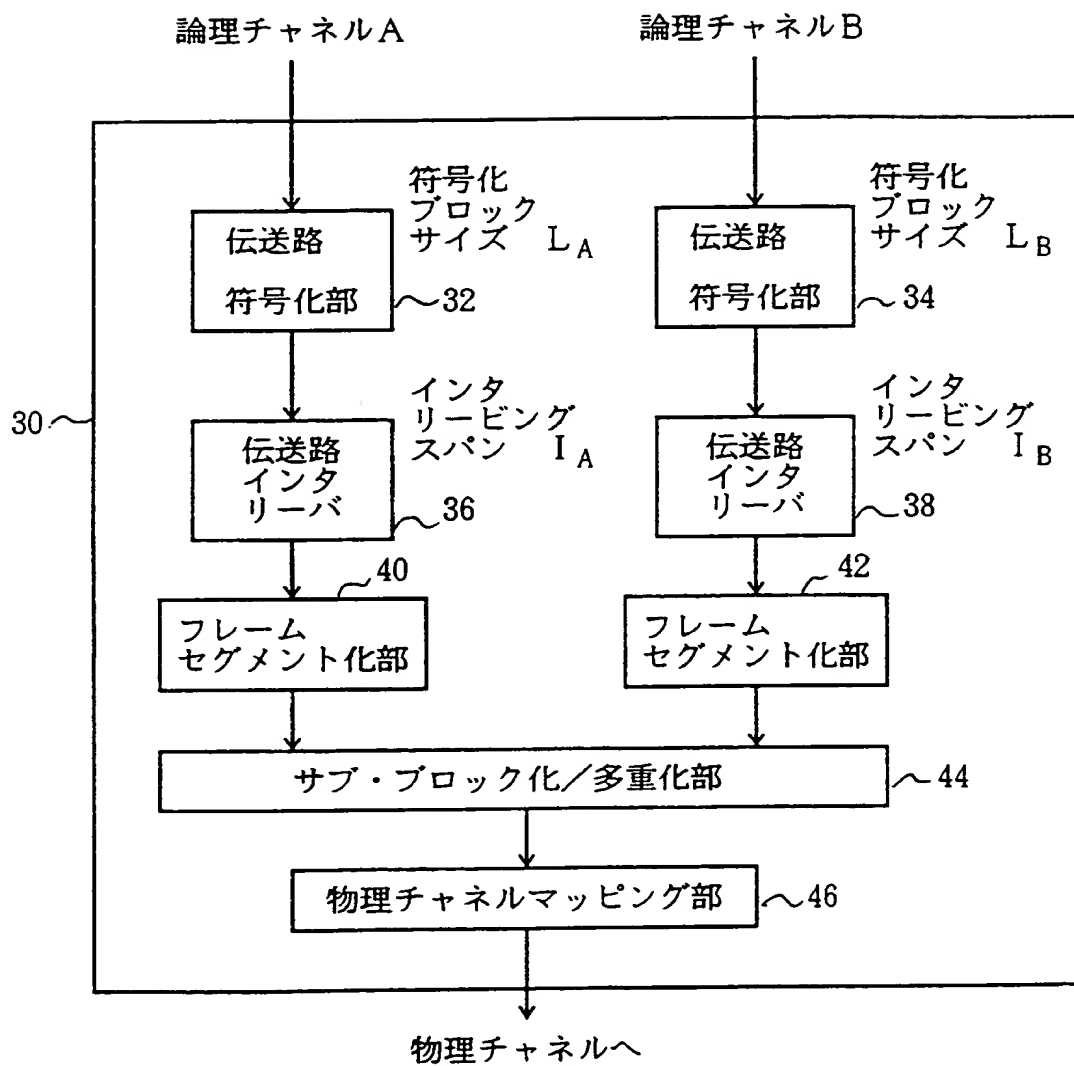 論理チャネルA
論理チャネルB
符号化
ブロック
サイズ LA
符号化
ブロック
サイズ LB
伝送路
符号化部
32
伝送路
符号化部
34
30
インタ
リービング
スパン IA
インタ
リービング
スパン IB
伝送路
インタ
リーバ
36
伝送路
インタ
リーバ
38
40
フレーム
セグメント化部
42
フレーム
セグメント化部
サブ・ブロック化/多重化部
44
物理チャネルマッピング部
46
物理チャネルへ